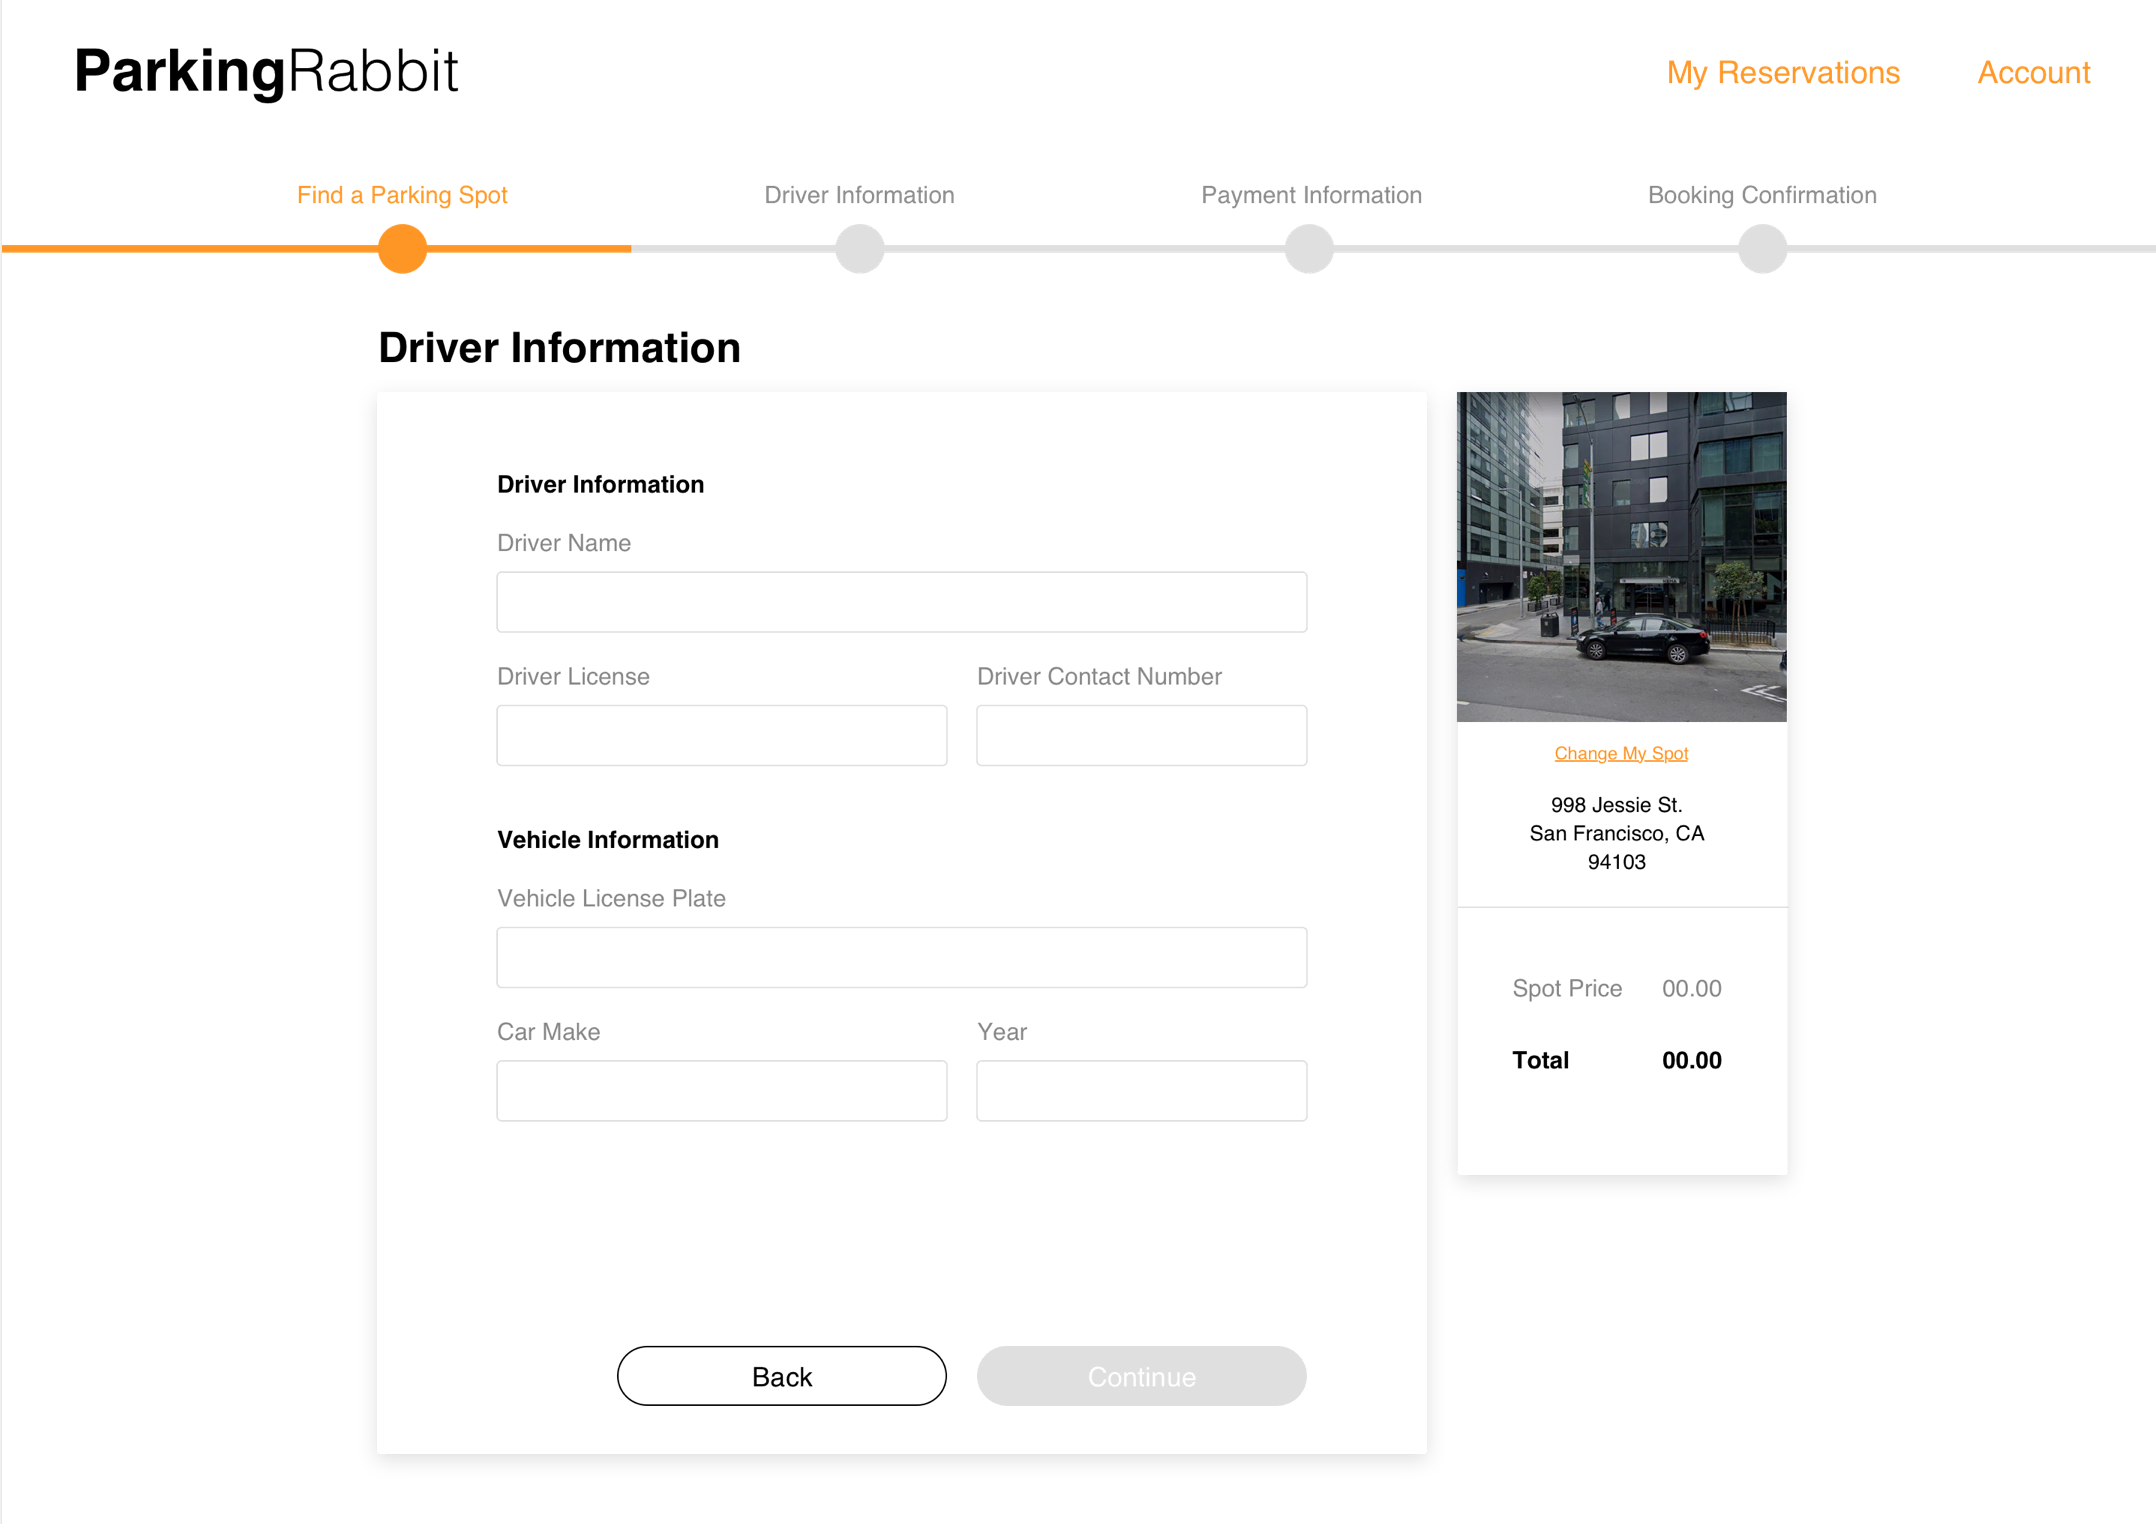 ParkingRabbit
My Reservations
Account
Find a Parking Spot
Driver Information
Payment Information
Booking Confirmation
Driver Information
Driver Information
Driver Name
Driver License
Driver Contact Number
Vehicle Information
Vehicle License Plate
Car Make
Year
Back
Continue
Change My Spot
998 Jessie St.
San Francisco, CA
94103
Spot Price 00.00
Total 00.00